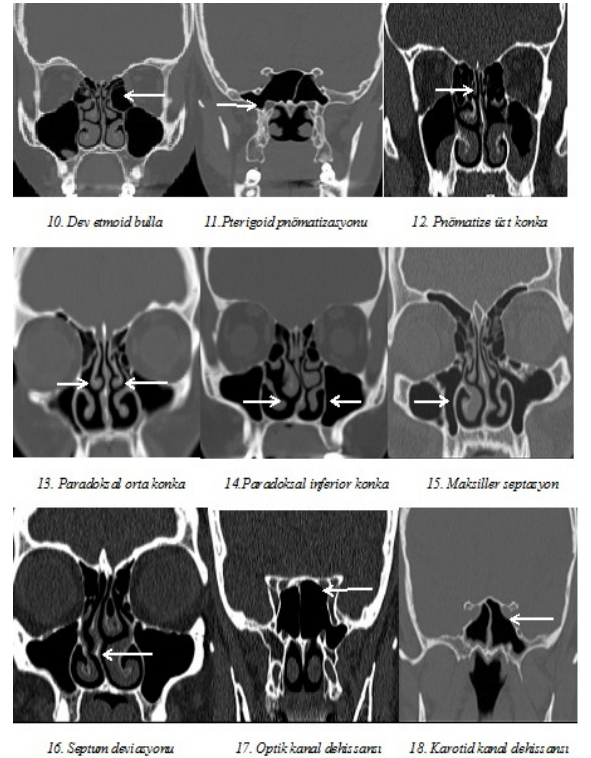 10. Dev etmoid bulla
11.Pterigoid pnömatizasyonu
12. Pnömatize üst konka
13. Paradoksal orta konka
14.Paradoksal inferior konka
15. Maksiller septasyon
16. Septum deviasyonu
17. Optik kanal dehissansı
18. Karotid kanal dehissansı